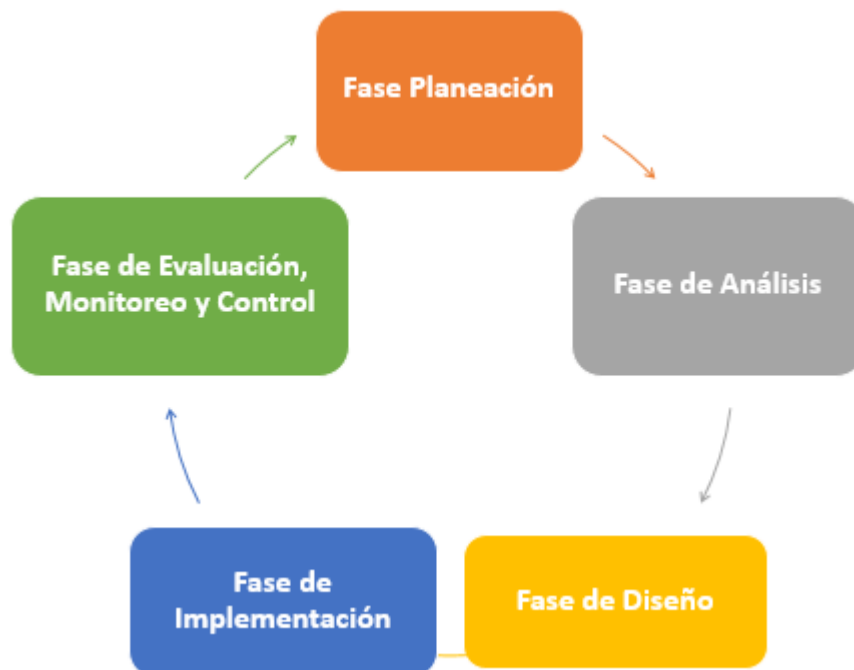 Fase Planeación
Fase de Análisis
Fase de Diseño
Fase de
Implementación
Fase de Evaluación,
Monitoreo y Control